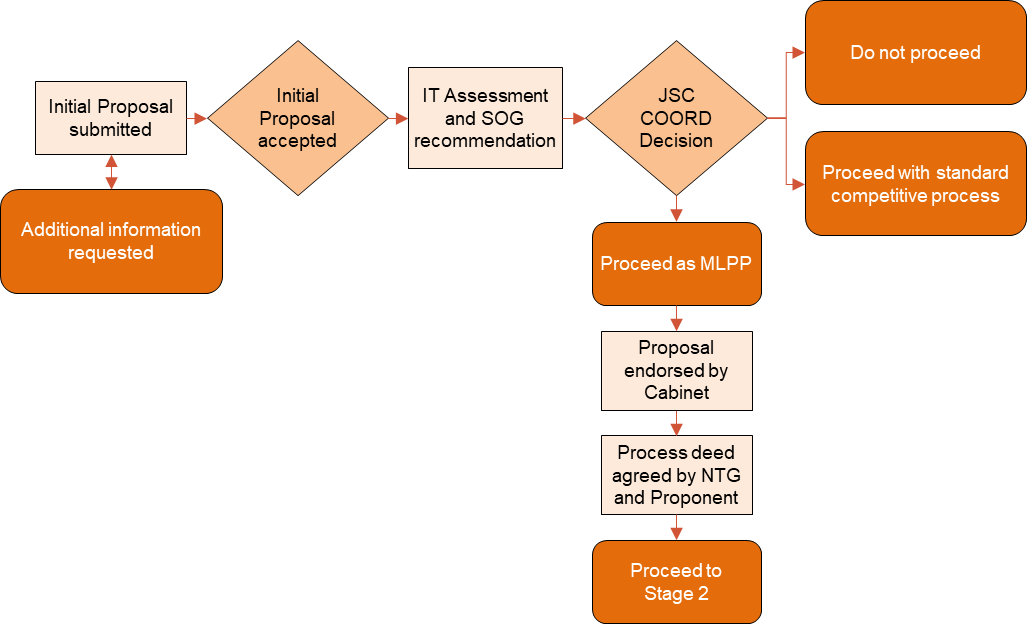 Initial Proposal
submitted
Additional information
requested
Initial
Proposal
accepted
IT Assessment
and SOG
recommendation
JSC
COORD
Decision
Do not proceed
Proceed with standard
competitive process
Proceed as MLPP
Proposal
endorsed by
Cabinet
Process deed
agreed by NTG
and Proponent
Proceed to
Stage 2